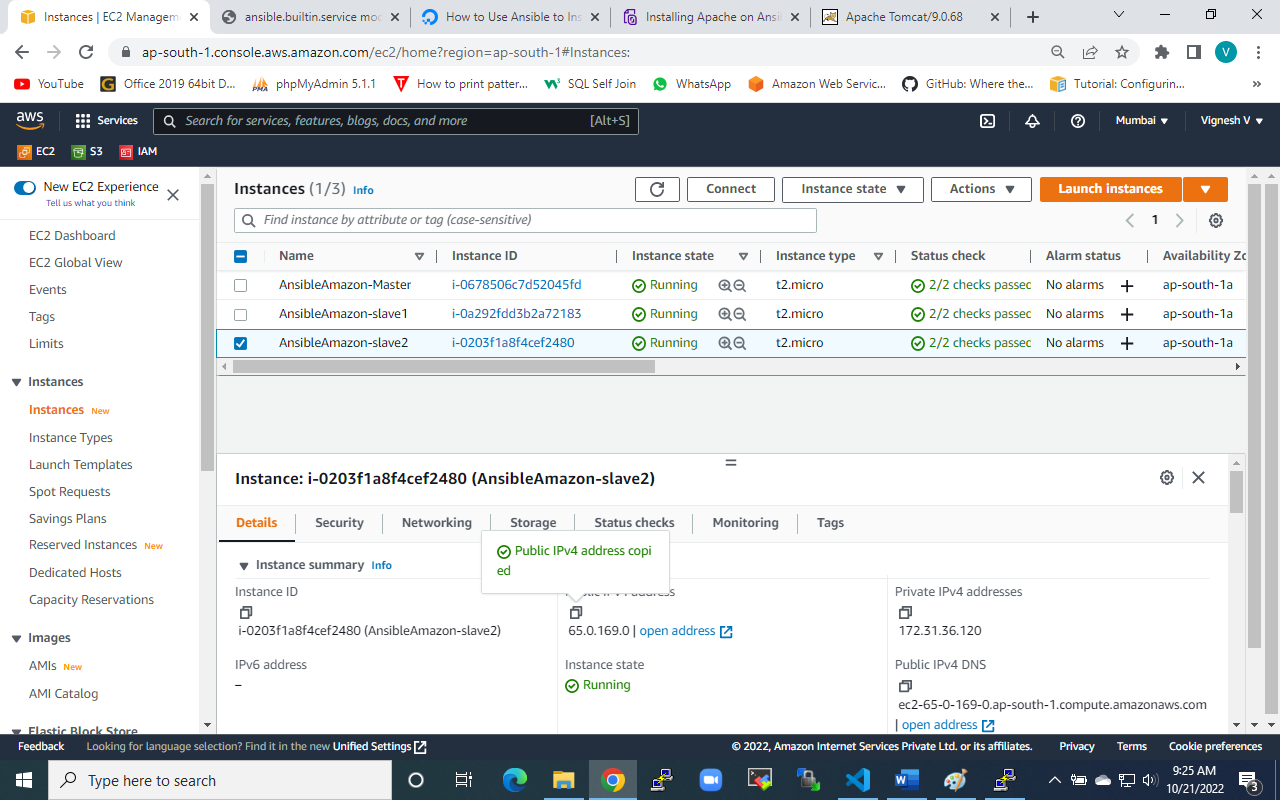 Instances | EC2 Managem
ansible.builtin.service mod
How to Use Ansible to Ins
Installing Apache on Ansi
Apache Tomcat/9.0.68
ap-south-1.console.aws.amazon.com/ec2/home?region=ap-south-1#Instances:
V
YouTube
Office 2019 64bit D...
phpMyAdmin 5.1.1
How to print patter...
SQL Self Join
WhatsApp
Amazon Web Servic...
GitHub: Where the...
Tutorial: Configurin...
»
aws
Services
Search for services, features, blogs, docs, and more
[Alt+S]
Mumbai
Vignesh V
EC2
S3
IAM
New EC2 Experience
Tell us what you think
EC2 Dashboard
EC2 Global View
Events
Tags
Limits
Instances
Instances New
Instance Types
Launch Templates
Spot Requests
Savings Plans
Reserved Instances New
Dedicated Hosts
Capacity Reservations
Images
AMIs New
AMI Catalog
Elastic Block Store
Instances (1/3) Info
Connect
Instance state
Actions
Launch instances
Find instance by attribute or tag (case-sensitive)
1
Name Instance ID Instance state Instance type Status check Alarm status Availability Zo
AnsibleAmazon-Master i-0678506c7d52045fd Running t2.micro 2/2 checks passed No alarms + ap-south-1a
AnsibleAmazon-slave1 i-0a292fdd3b2a72183 Running t2.micro 2/2 checks passed No alarms + ap-south-1a
AnsibleAmazon-slave2 i-0203f1a8f4cef2480 Running t2.micro 2/2 checks passed No alarms + ap-south-1a
Instance: i-0203f1a8f4cef2480 (AnsibleAmazon-slave2)
Details Security Networking Storage Status checks Monitoring Tags
Public IPv4 address copi
ed
Instance summary Info
Instance ID
i-0203f1a8f4cef2480 (AnsibleAmazon-slave2)
Public IPv4 address
65.0.169.0 | open address
Private IPv4 addresses
172.31.36.120
IPv6 address
–
Instance state
Running
Public IPv4 DNS
ec2-65-0-169-0.ap-south-1.compute.amazonaws.com
| open address
Feedback
Looking for language selection? Find it in the new Unified Settings
© 2022, Amazon Internet Services Private Ltd. or its affiliates.
Privacy
Terms
Cookie preferences
Type here to search
9:25 AM
10/21/2022
3